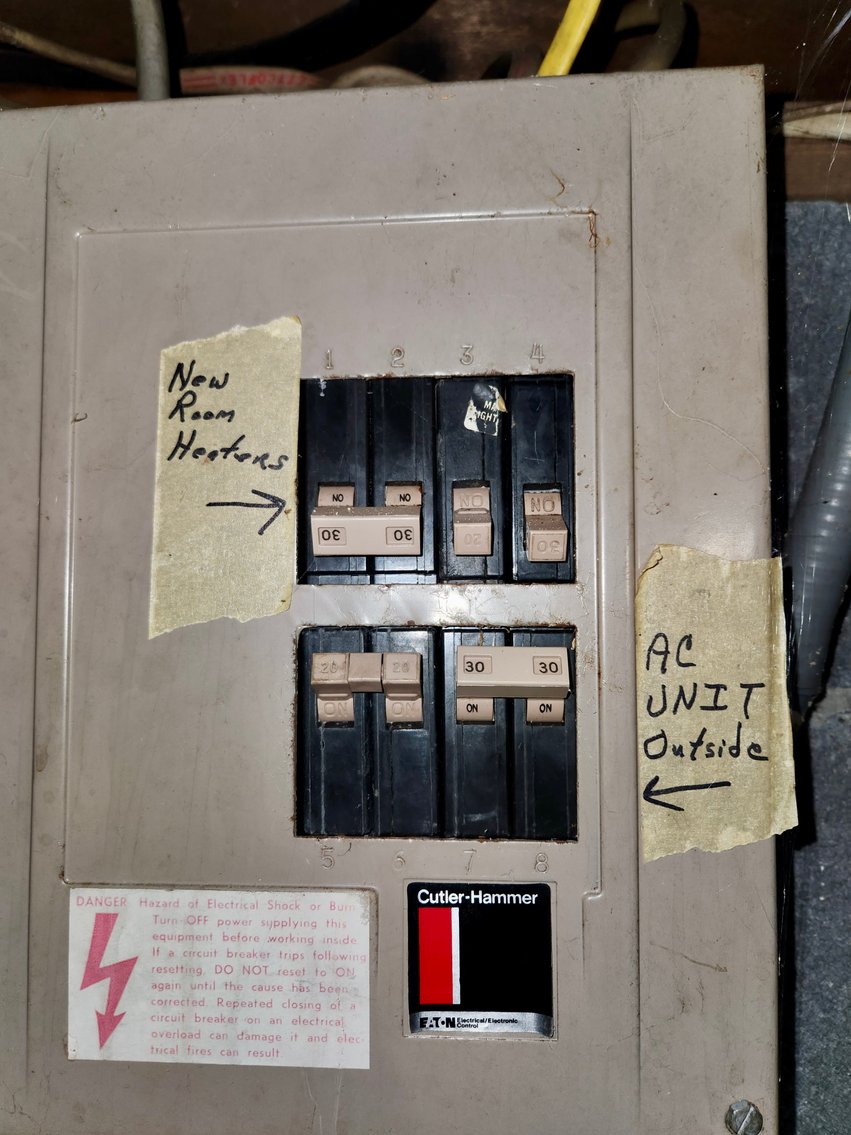 New
Room
Heaters
1 2 3 4
NO NO NO NO
30 30 20 30
20 20 30 30
ON ON ON ON
AC
UNIT
Outside
5 6 7 8
DANGER Hazard of Electrical Shock or Burn
Turn OFF power supplying this
equipment before working inside
If a circuit breaker trips following
resetting, DO NOT reset to ON
again until the cause has been
corrected. Repeated closing of a
circuit breaker on an electrical
overload can damage it and elec-
trical fires can result.
Cutler-Hammer
EATON Electrical/Electronic
Control